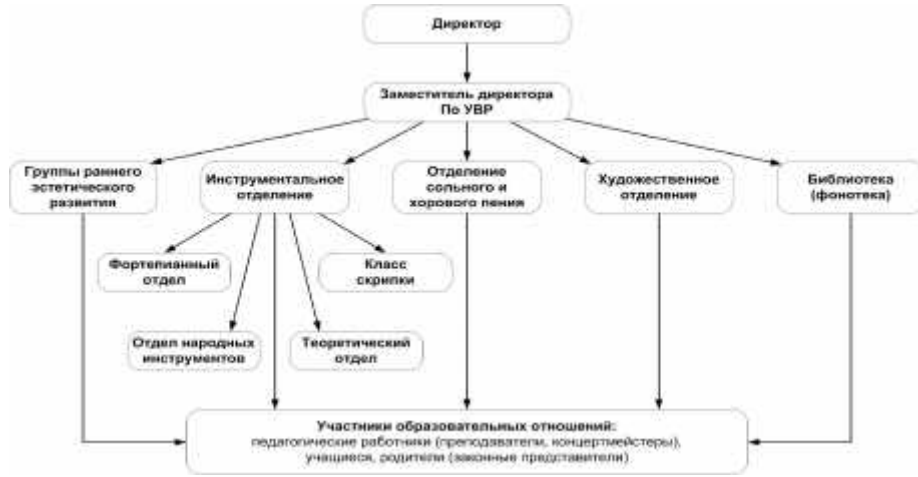 Директор
Заместитель директора
По УВР
Группы раннего
эстетического
развития
Инструментальное
отделение
Отделение
сольного и
хорового пения
Художественное
отделение
Библиотека
(фонотека)
Фортепианный
отдел
Класс
скрипки
Отдел народных
инструментов
Теоретический
отдел
Участники образовательных отношений:
педагогические работники (преподаватели, концертмейстеры),
учащиеся, родители (законные представители)